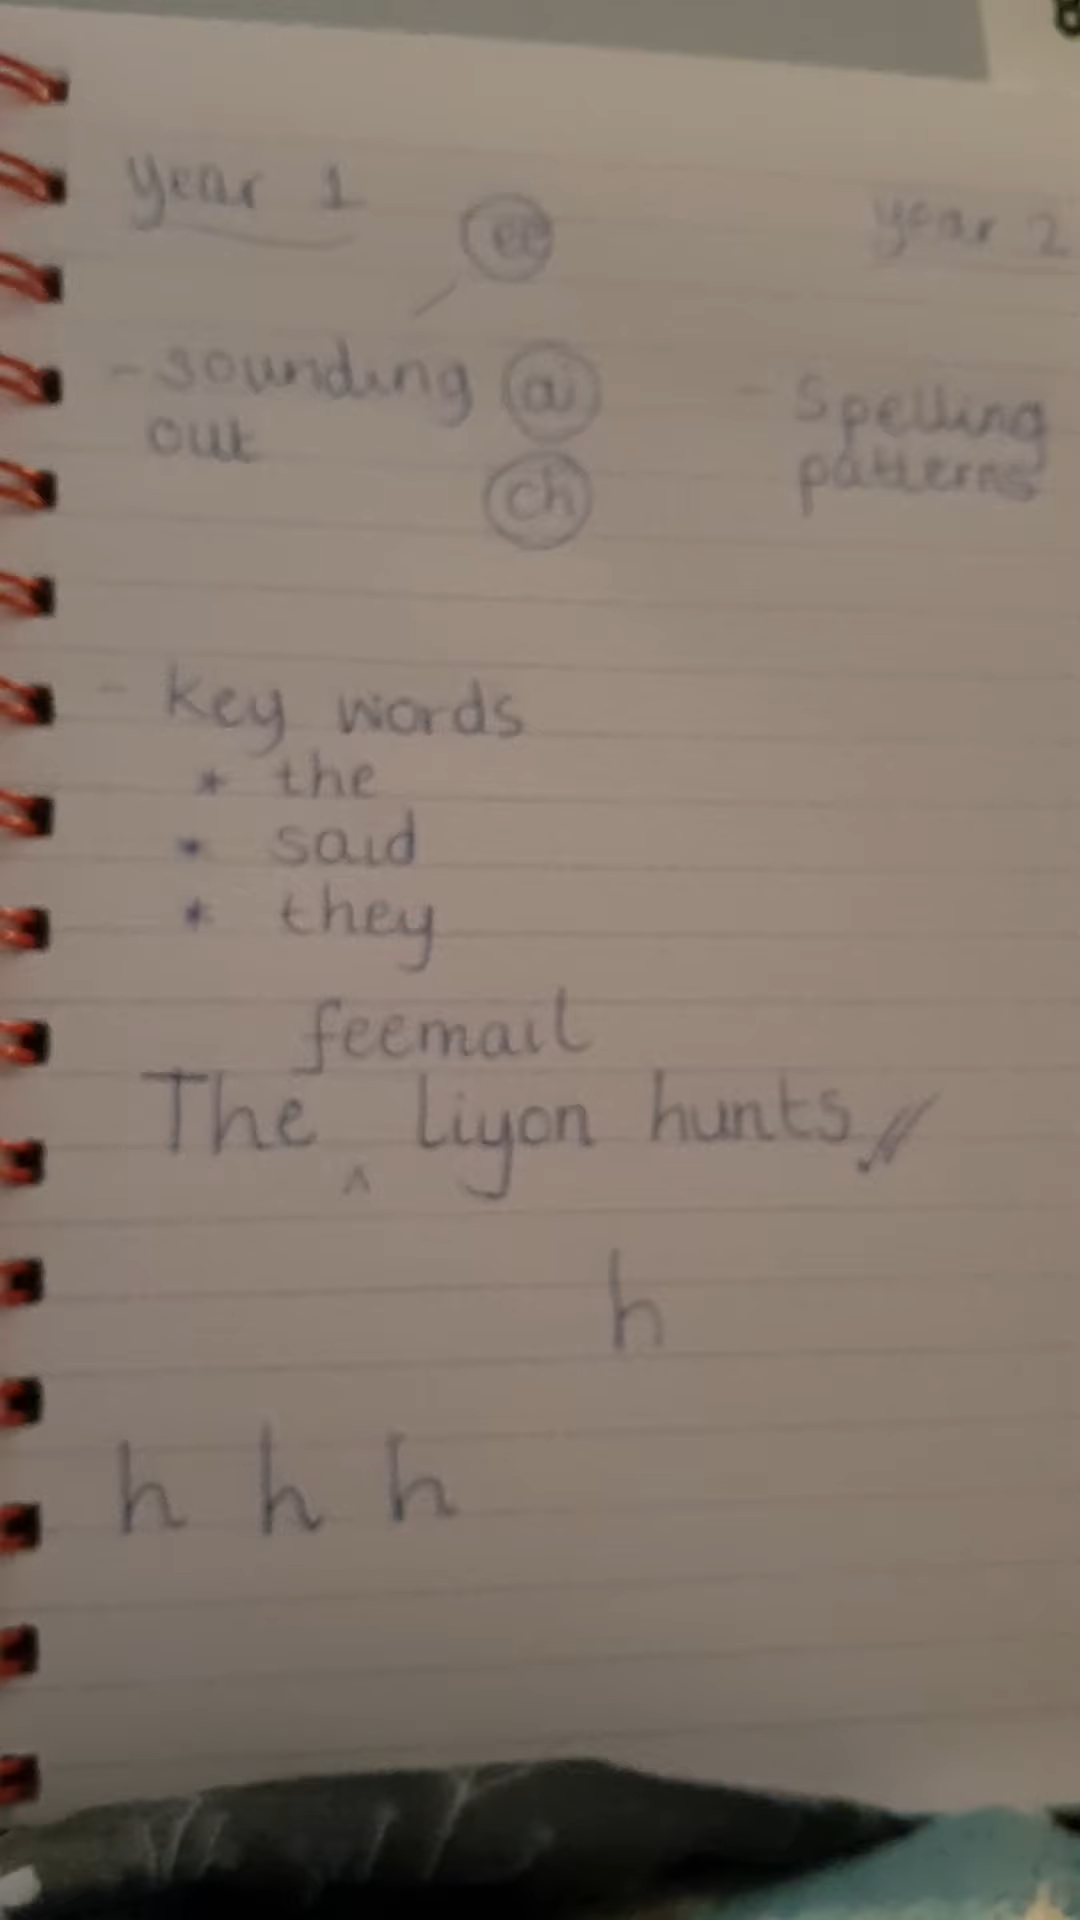 8
year 1
ee
year 2
- sounding ai
out
ch
- Spelling
patterns
- key words
* the
* said
* they
feemail
The ^ liyon hunts
h
h h h